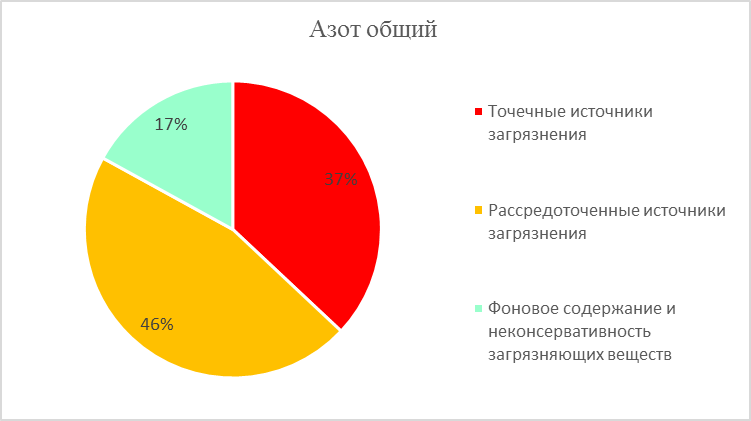 Азот общий
17%
37%
46%
Точечные источники
загрязнения
Рассредоточенные источники
загрязнения
Фоновое содержание и
неконсервативность
загрязняющих веществ